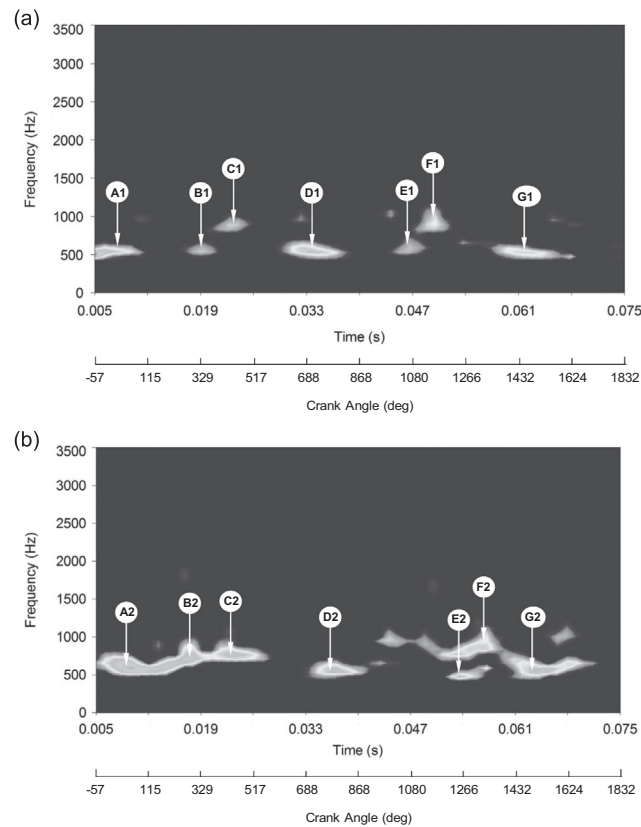 (a)
3500
3000
2500
2000
1500
1000
500
0
Frequency (Hz)
A1
B1
C1
D1
E1
F1
G1
0.005 0.019 0.033 0.047 0.061 0.075
Time (s)
-57 115 329 517 688 868 1080 1266 1432 1624 1832
Crank Angle (deg)
(b)
3500
3000
2500
2000
1500
1000
500
0
Frequency (Hz)
A2
B2
C2
D2
E2
F2
G2
0.005 0.019 0.033 0.047 0.061 0.075
Time (s)
-57 115 329 517 688 868 1080 1266 1432 1624 1832
Crank Angle (deg)